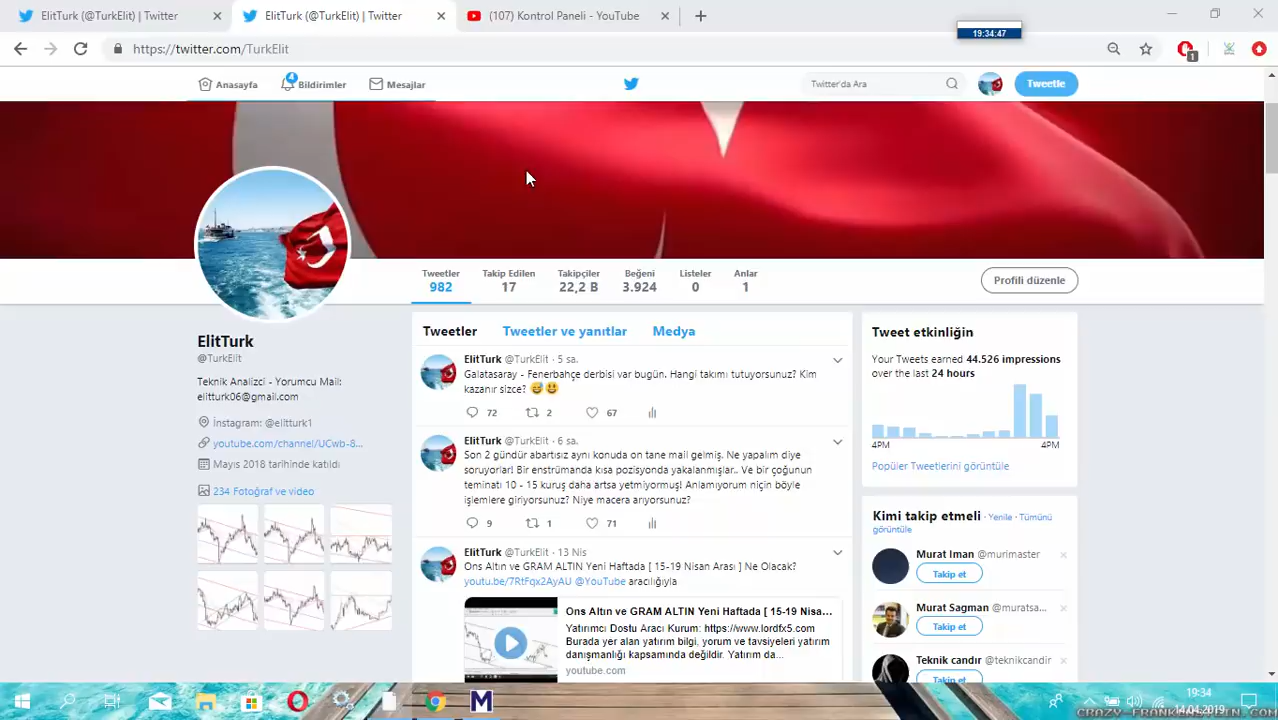 ElitTurk (@TurkElit) | Twitter
ElitTurk (@TurkElit) | Twitter
(107) Kontrol Paneli - YouTube
19:34:47
https://twitter.com/TurkElit
1
Anasayfa
4
Bildirimler
Mesajlar
Twitter'da Ara
Tweetle
Tweetler
982
Takip Edilen
17
Takipçiler
22,2 B
Beğeni
3.924
Listeler
0
Anlar
1
Profili düzenle
ElitTurk
@TurkElit
Teknik Analizci - Yorumcu Mail:
elitturk06@gmail.com
İnstagram: @elitturk1
youtube.com/channel/UCwb-8...
Mayıs 2018 tarihinde katıldı
234 Fotoğraf ve video
Tweetler
Tweetler ve yanıtlar
Medya
ElitTurk @TurkElit · 5 sa.
Galatasaray - Fenerbahçe derbisi var bugün. Hangi takımı tutuyorsunuz? Kim
kazanır sizce? 😅😃
72
2
67
ElitTurk @TurkElit · 6 sa.
Son 2 gündür abartısız aynı konuda on tane mail gelmiş. Ne yapalım diye
soruyorlar! Bir enstrümanda kısa pozisyonda yakalanmışlar.. Ve bir çoğunun
teminatı 10 - 15 kuruş daha artsa yetmiyormuş! Anlamıyorum niçin böyle
işlemlere giriyorsunuz? Niye macera arıyorsunuz?
9
1
71
ElitTurk @TurkElit · 13 Nis
Ons Altın ve GRAM ALTIN Yeni Haftada [ 15-19 Nisan Arası ] Ne Olacak?
youtu.be/7RtFqx2AyAU @YouTube aracılığıyla
Ons Altın ve GRAM ALTIN Yeni Haftada [ 15-19 Nisa...
Yatırımcı Dostu Aracı Kurum: https://www.lordfx5.com
Burada yer alan yatırım bilgi, yorum ve tavsiyeleri yatırım
danışmanlığı kapsamında değildir. Yatırım da...
youtube.com
Tweet etkinliğin
Your Tweets earned 44.526 impressions
over the last 24 hours
4PM
4PM
Popüler Tweetlerini görüntüle
Kimi takip etmeli · Yenile · Tümünü
görüntüle
Murat Iman @murimaster
Takip et
Murat Sagman @muratsa...
Takip et
Teknik candır @teknikcandir
Takip et
19:34
14.04.2019
CRAZY-FRANKENSTEIN.COM